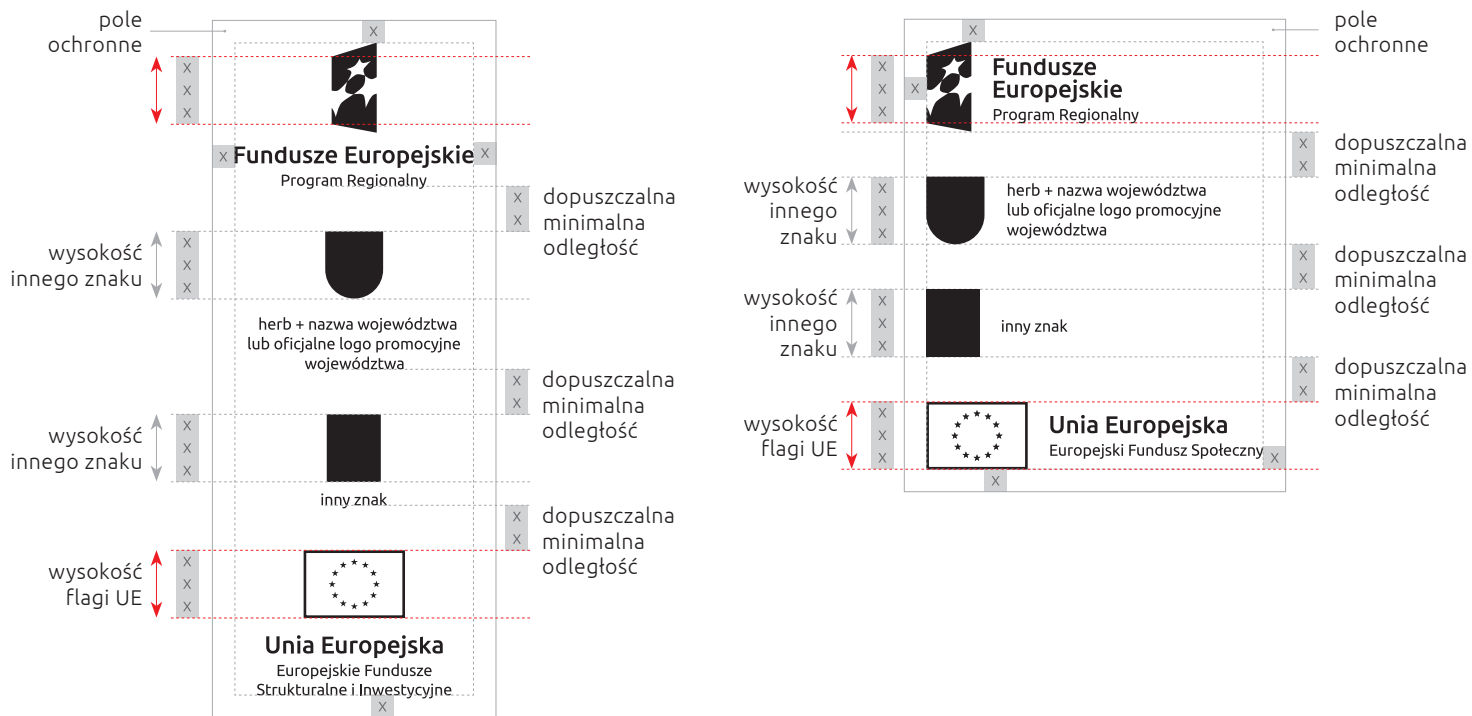 pole
ochronne
X
X
X
X
X
Fundusze Europejskie
X
Program Regionalny
X
X
dopuszczalna
minimalna
odległość
wysokość
innego znaku
X
X
X
herb + nazwa województwa
lub oficjalne logo promocyjne
województwa
X
X
dopuszczalna
minimalna
odległość
wysokość
innego znaku
X
X
X
inny znak
X
X
dopuszczalna
minimalna
odległość
wysokość
flagi UE
X
X
X
Unia Europejska
Europejskie Fundusze
Strukturalne i Inwestycyjne
X
pole
ochronne
X
X
X
X
X
Fundusze
Europejskie
Program Regionalny
X
X
dopuszczalna
minimalna
odległość
wysokość
innego
znaku
X
X
X
herb + nazwa województwa
lub oficjalne logo promocyjne
województwa
X
X
dopuszczalna
minimalna
odległość
wysokość
innego
znaku
X
X
X
inny znak
X
X
dopuszczalna
minimalna
odległość
wysokość
flagi UE
X
X
X
Unia Europejska
Europejski Fundusz Społeczny
X
X